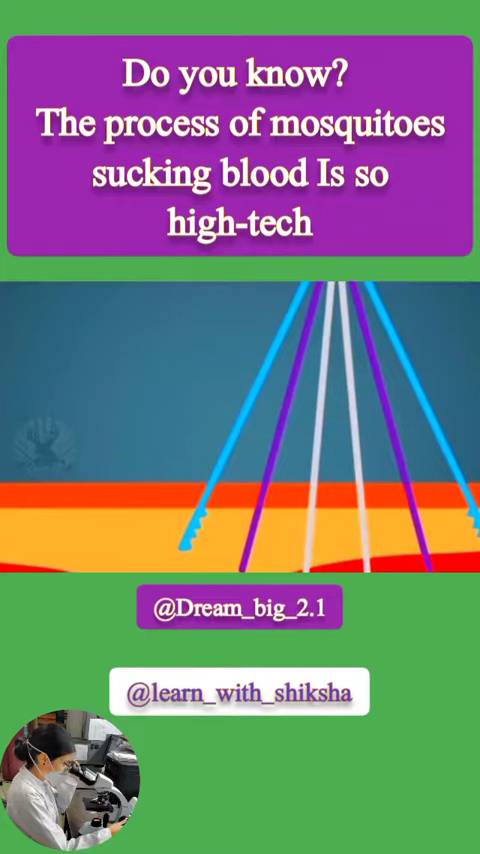 Do you know?
The process of mosquitoes
sucking blood Is so
high-tech
@Dream_big_2.1
@learn_with_shiksha